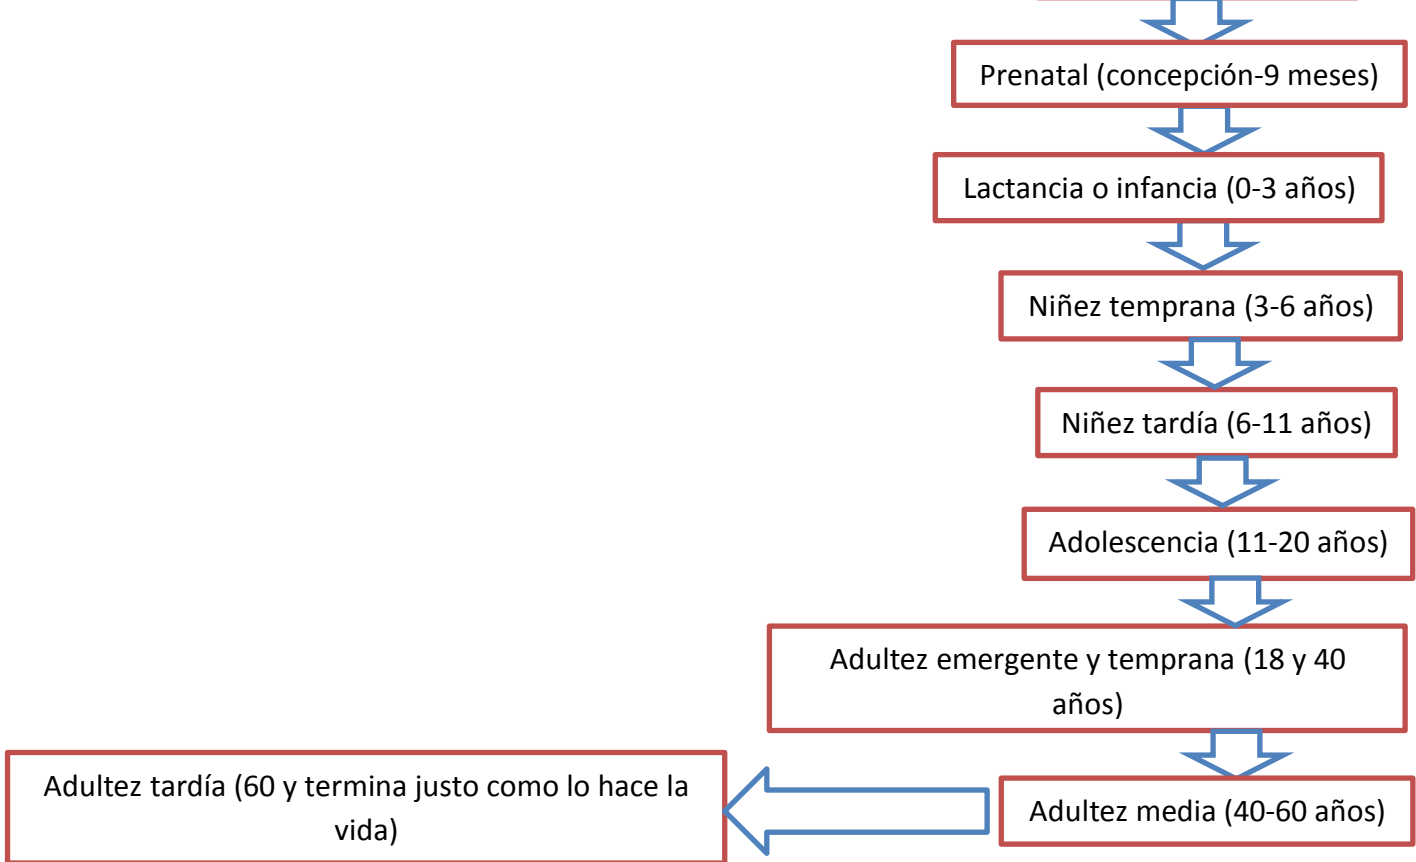 Prenatal (concepción-9 meses)
Lactancia o infancia (0-3 años)
Niñez temprana (3-6 años)
Niñez tardía (6-11 años)
Adolescencia (11-20 años)
Adultez emergente y temprana (18 y 40
años)
Adultez media (40-60 años)
Adultez tardía (60 y termina justo como lo hace la
vida)